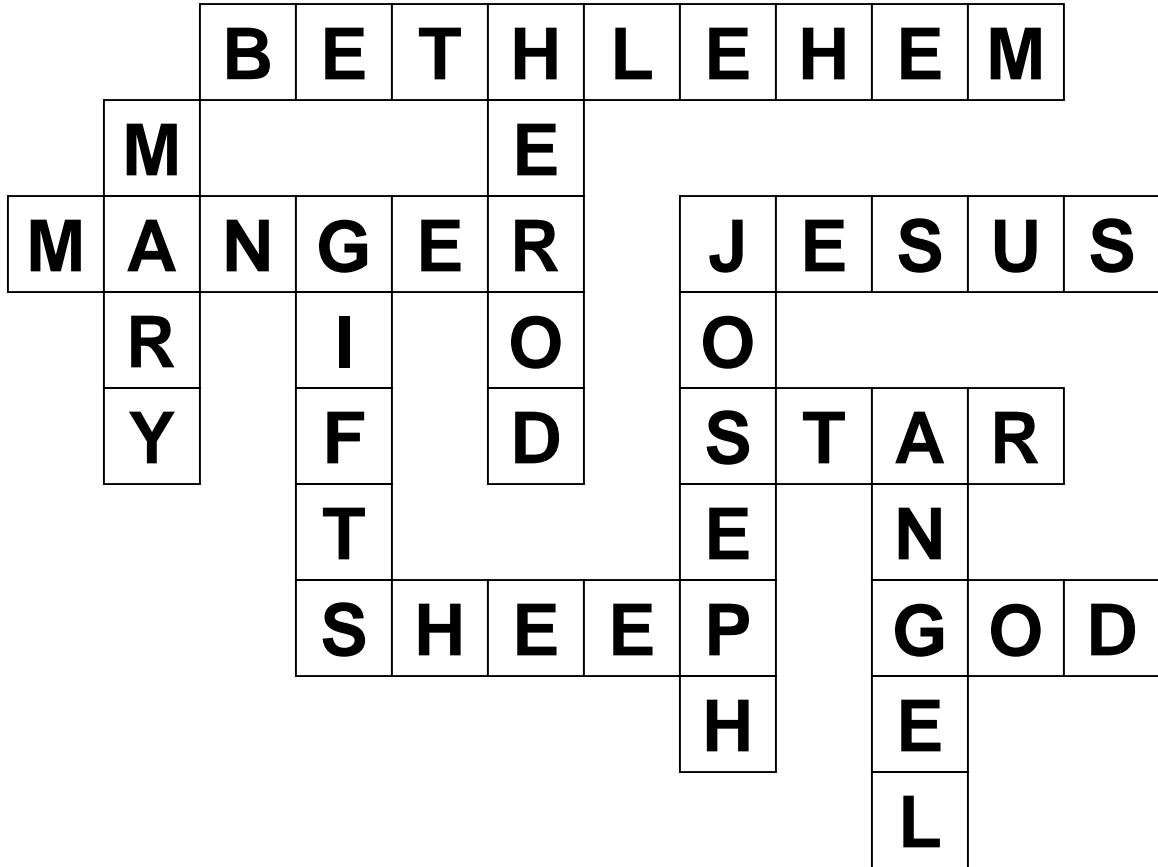 BETHLEHEM
M E
MANGER JESUS
R I O O
Y F D STAR
T E N
SHEEP GOD
H E
L